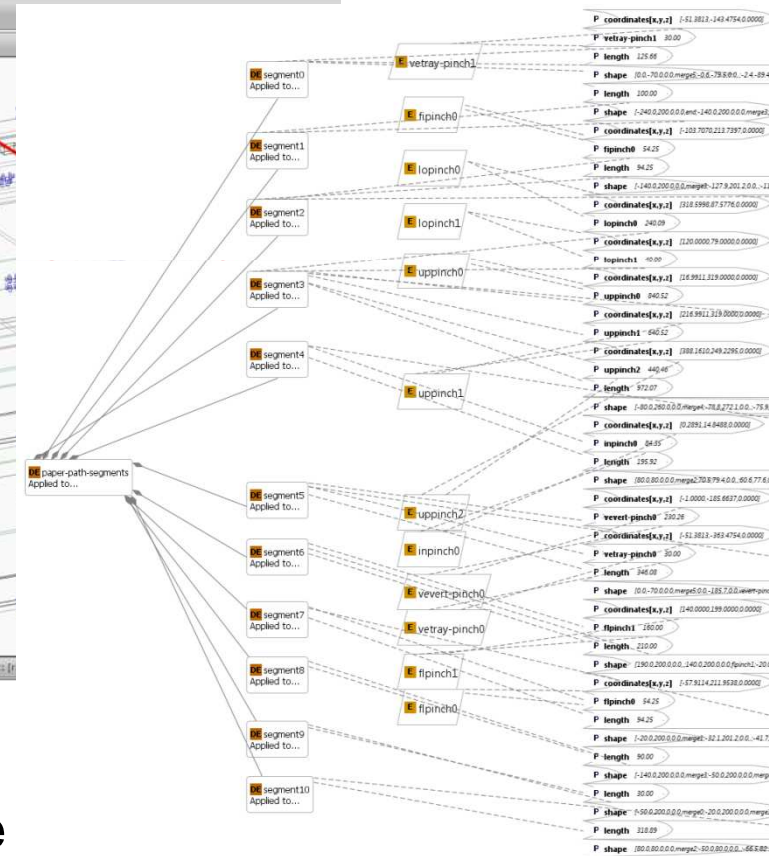 DE paper-path-segments
Applied to...
DE segment0
Applied to...
DE segment1
Applied to...
DE segment2
Applied to...
DE segment3
Applied to...
DE segment4
Applied to...
DE segment5
Applied to...
DE segment6
Applied to...
DE segment7
Applied to...
DE segment8
Applied to...
DE segment9
Applied to...
DE segment10
Applied to...
E vetray-pinch1
E fipinch0
E lopinch0
E lopinch1
E uppinch0
E uppinch1
E uppinch2
E inpinch0
E vevert-pinch0
E vetray-pinch0
E flpinch1
E flpinch0
P coordinates[x,y,z] [-51.3813,-143.4754,0.0000]
P vetray-pinch1 30.00
P length 125.66
P shape
P length 100.00
P shape
P coordinates[x,y,z] [-103.7070,213.7397,0.0000]
P fipinch0 54.25
P length 94.25
P shape
P coordinates[x,y,z] [318.5998,87.5776,0.0000]
P lopinch0 240.09
P coordinates[x,y,z] [120.0000,79.0000,0.0000]
P lopinch1 40.00
P coordinates[x,y,z] [16.9911,319.0000,0.0000]
P uppinch0 840.52
P coordinates[x,y,z] [216.9911,319.0000,0.0000]
P uppinch1 640.52
P coordinates[x,y,z] [388.1610,249.2295,0.0000]
P uppinch2 440.46
P length 972.07
P shape
P coordinates[x,y,z] [0.2891,14.8488,0.0000]
P inpinch0 84.35
P length 195.92
P shape
P coordinates[x,y,z] [-1.0000,-185.6637,0.0000]
P vevert-pinch0 230.26
P coordinates[x,y,z] [-51.3813,-363.4754,0.0000]
P vetray-pinch0 30.00
P length 346.08
P shape
P coordinates[x,y,z] [140.0000,199.0000,0.0000]
P flpinch1 160.00
P length 210.00
P shape
P coordinates[x,y,z] [-57.9114,211.9538,0.0000]
P flpinch0 54.25
P length 94.25
P shape
P length 90.00
P shape
P length 30.00
P shape
P length 318.89
P shape
e